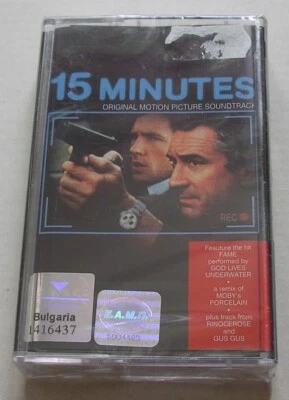 15 MINUTES
ORIGINAL MOTION PICTURE SOUNDTRACK
REC
Feauture the hit
FAME
performed by
GOD LIVES
UNDERWATER
a remix of
MOBY's
PORCELAIN
plus track from
RINOCEROSE
and
GUS GUS
Bulgaria
1416437